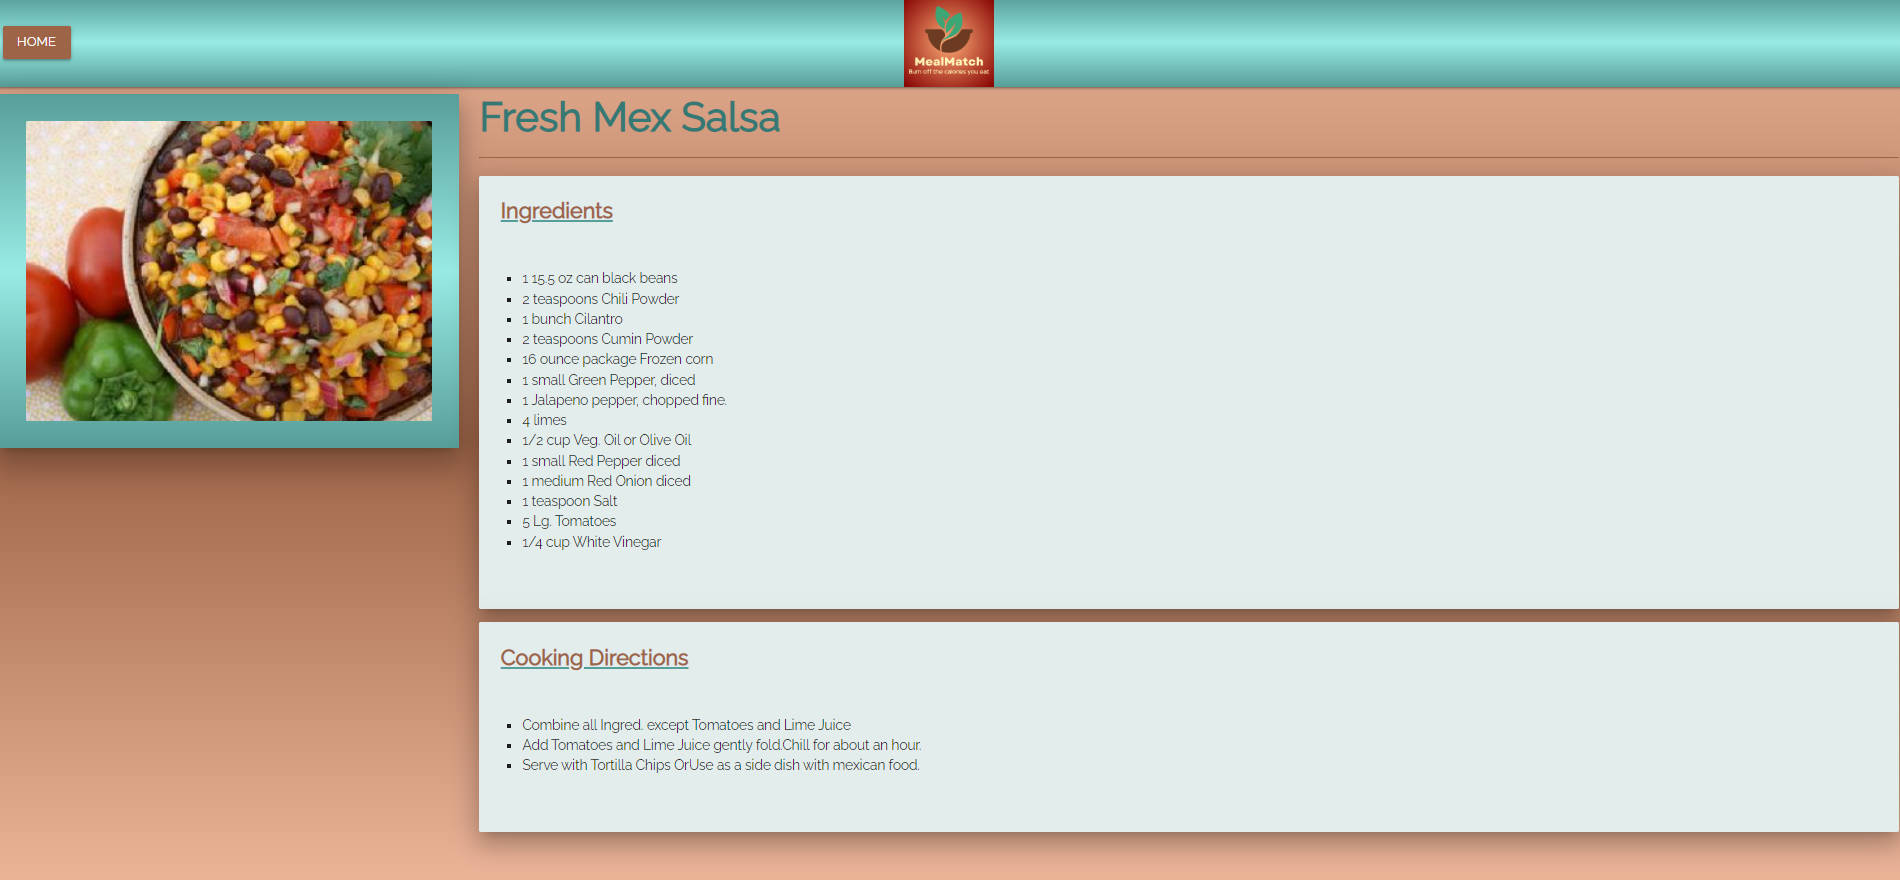 HOME
MealMatch
Burn off the calories you eat
Fresh Mex Salsa
Ingredients
1 15.5 oz can black beans
2 teaspoons Chili Powder
1 bunch Cilantro
2 teaspoons Cumin Powder
16 ounce package Frozen corn
1 small Green Pepper, diced
1 Jalapeno pepper, chopped fine.
4 limes
1/2 cup Veg. Oil or Olive Oil
1 small Red Pepper diced
1 medium Red Onion diced
1 teaspoon Salt
5 Lg. Tomatoes
1/4 cup White Vinegar
Cooking Directions
Combine all Ingred. except Tomatoes and Lime Juice
Add Tomatoes and Lime Juice gently fold.Chill for about an hour.
Serve with Tortilla Chips OrUse as a side dish with mexican food.